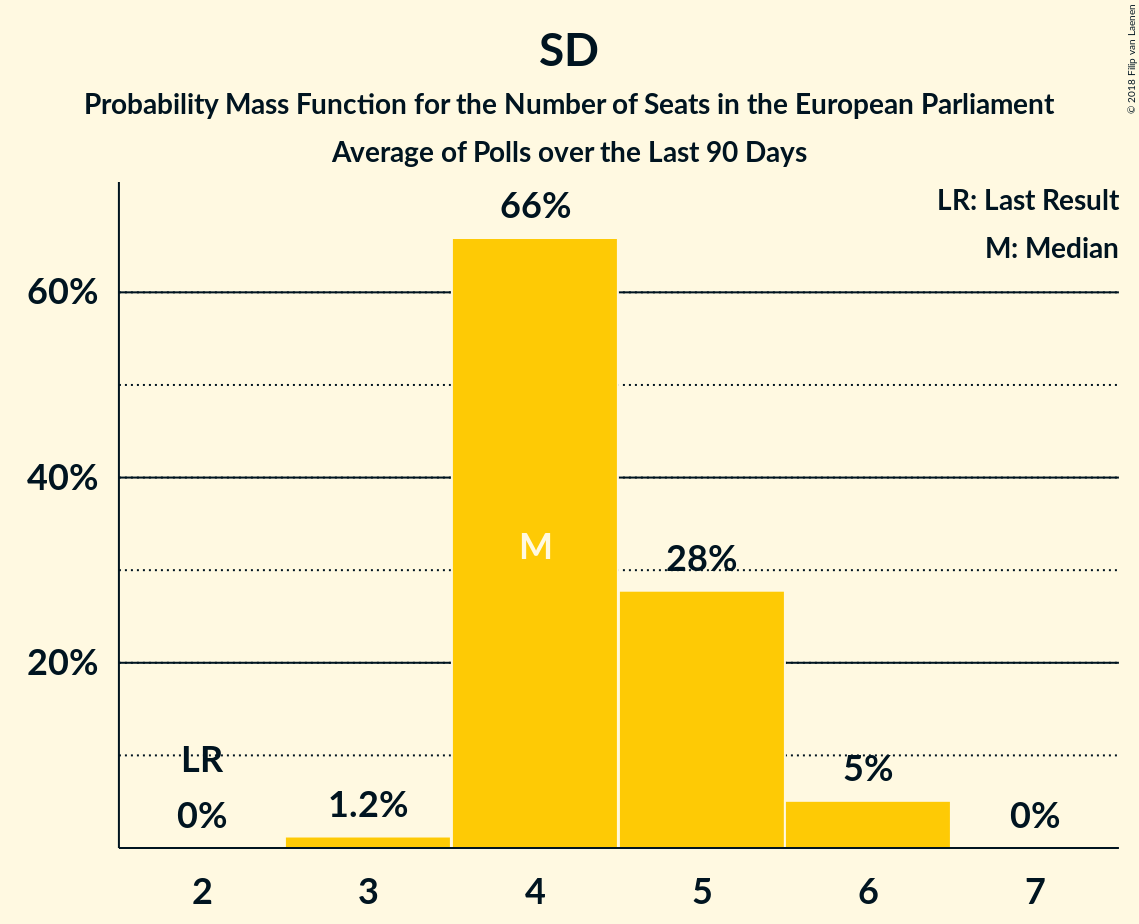 SD
Probability Mass Function for the Number of Seats in the European Parliament
Average of Polls over the Last 90 Days
© 2018 Filip van Laenen
LR: Last Result
M: Median
66%
60%
40%
M
28%
20%
LR
5%
1.2%
0%
0%
2 3 4 5 6 7